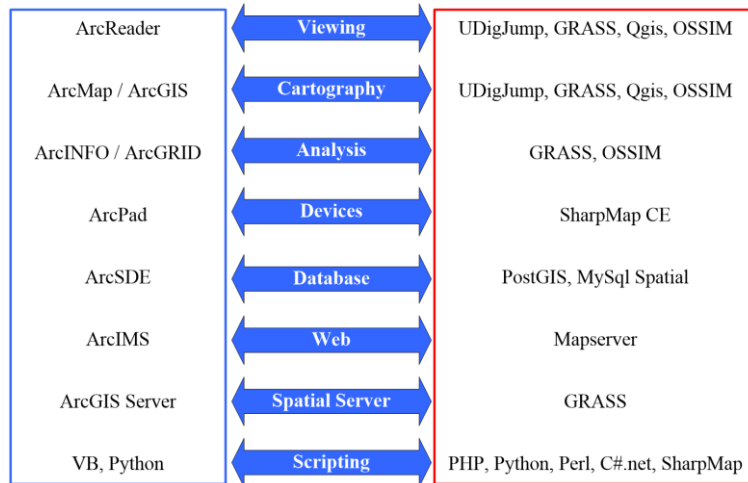 ArcReader Viewing UDigJump, GRASS, Qgis, OSSIM
ArcMap / ArcGIS Cartography UDigJump, GRASS, Qgis, OSSIM
ArcINFO / ArcGRID Analysis GRASS, OSSIM
ArcPad Devices SharpMap CE
ArcSDE Database PostGIS, MySql Spatial
ArcIMS Web Mapserver
ArcGIS Server Spatial Server GRASS
VB, Python Scripting PHP, Python, Perl, C#.net, SharpMap